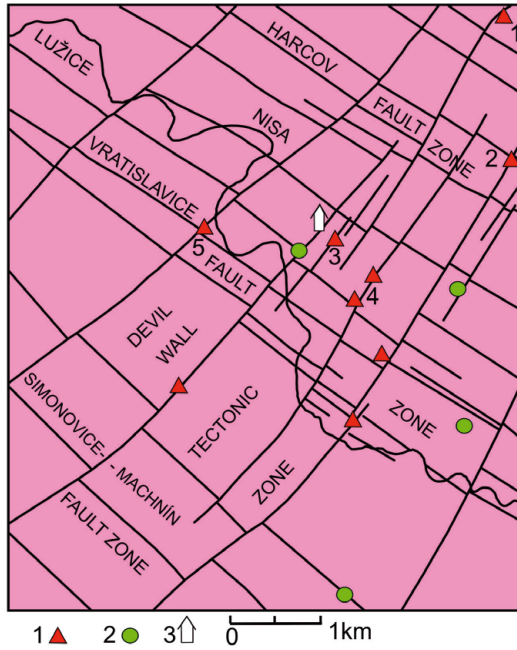 LUŽICE
HARCOV
FAULT
ZONE
NISA
VRATISLAVICE
FAULT
1
2
3
4
5
DEVIL
WALL
TECTONIC
ZONE
ZONE
SIMONOVICE-
- MACHNÍN
FAULT ZONE
1 2 3 0 1km